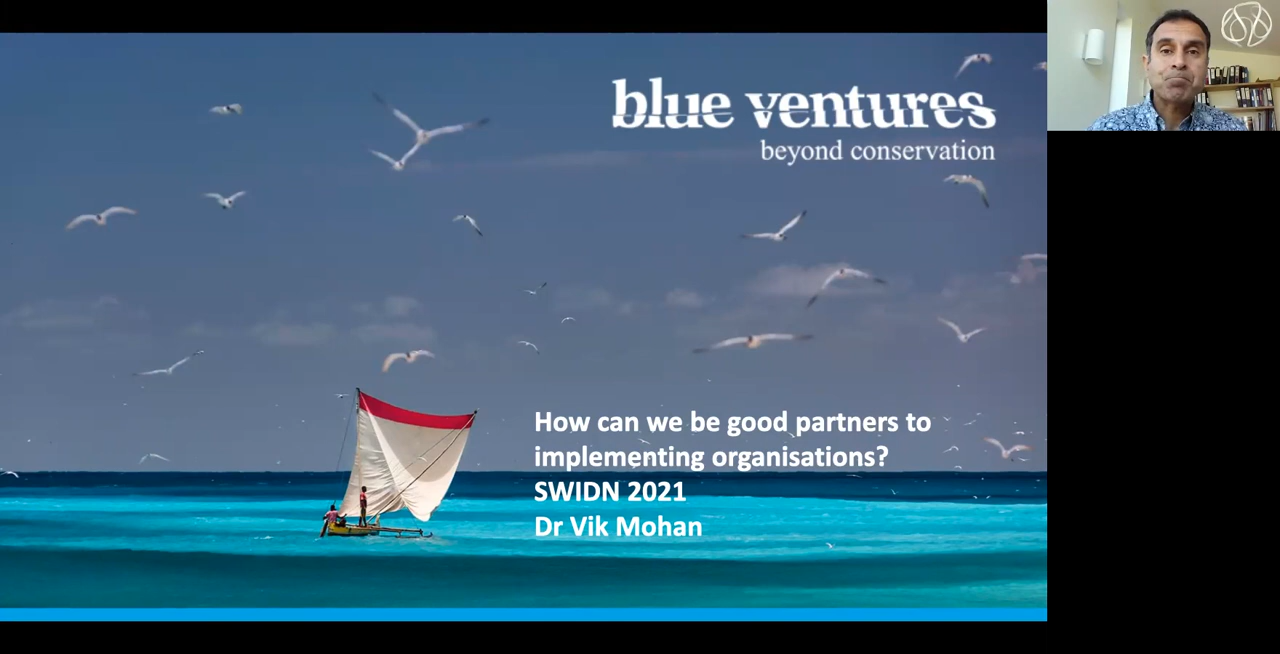 blue ventures
beyond conservation
How can we be good partners to
implementing organisations?
SWIDN 2021
Dr Vik Mohan